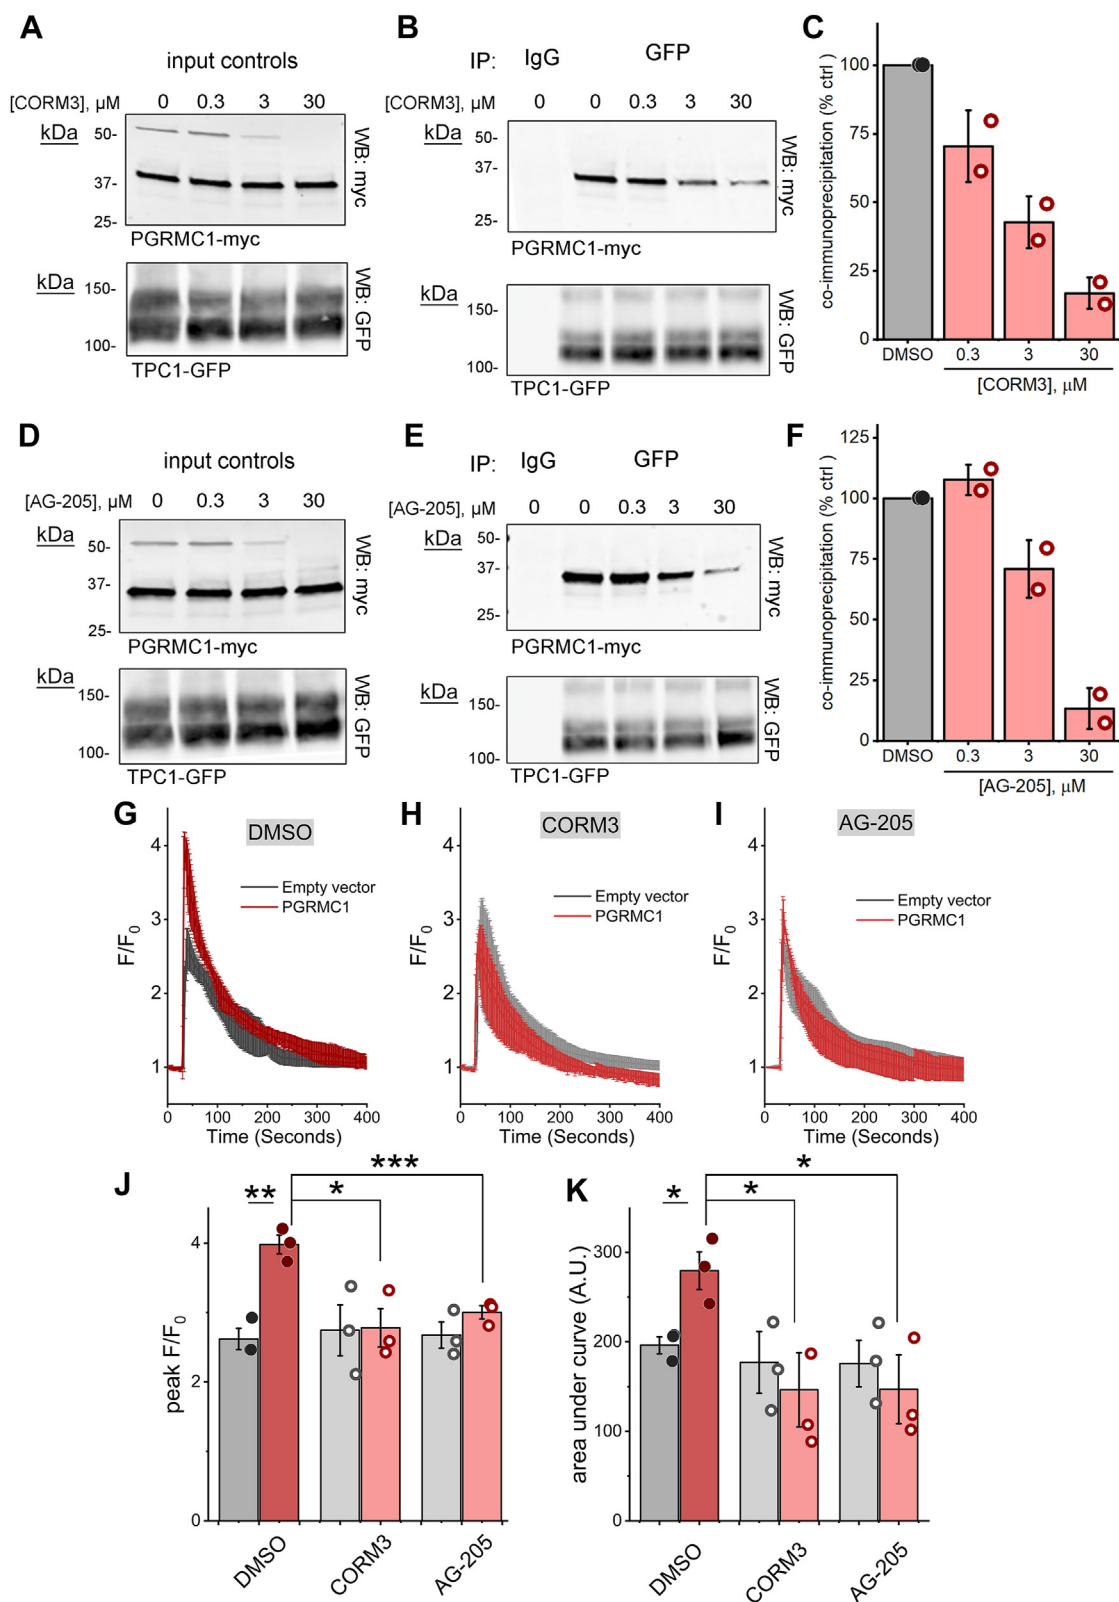 A
input controls
[CORM3], µM 0 0.3 3 30
kDa
50-
37-
25-
WB: myc
PGRMC1-myc
kDa
150-
100-
WB: GFP
TPC1-GFP
B
IP: IgG GFP
[CORM3], µM 0 0 0.3 3 30
kDa
50-
37-
25-
WB: myc
PGRMC1-myc
kDa
150-
100-
WB: GFP
TPC1-GFP
C
co-immunoprecipitation (% ctrl )
100
75
50
25
0
DMSO 0.3 3 30
[CORM3], µM
D
input controls
[AG-205], µM 0 0.3 3 30
kDa
50-
37-
25-
WB: myc
PGRMC1-myc
kDa
150-
100-
WB: GFP
TPC1-GFP
E
IP: IgG GFP
[AG-205], µM 0 0 0.3 3 30
kDa
50-
37-
25-
WB: myc
PGRMC1-myc
kDa
150-
100-
WB: GFP
TPC1-GFP
F
co-immunoprecipitation (% ctrl )
125
100
75
50
25
0
DMSO 0.3 3 30
[AG-205], µM
G
DMSO
Empty vector
PGRMC1
F/F0
4
3
2
1
0 100 200 300 400
Time (Seconds)
H
CORM3
Empty vector
PGRMC1
F/F0
4
3
2
1
0 100 200 300 400
Time (Seconds)
I
AG-205
Empty vector
PGRMC1
F/F0
4
3
2
1
0 100 200 300 400
Time (Seconds)
J
***
** *
peak F/F0
4
2
0
DMSO CORM3 AG-205
K
*
* *
area under curve (A.U.)
300
200
100
0
DMSO CORM3 AG-205